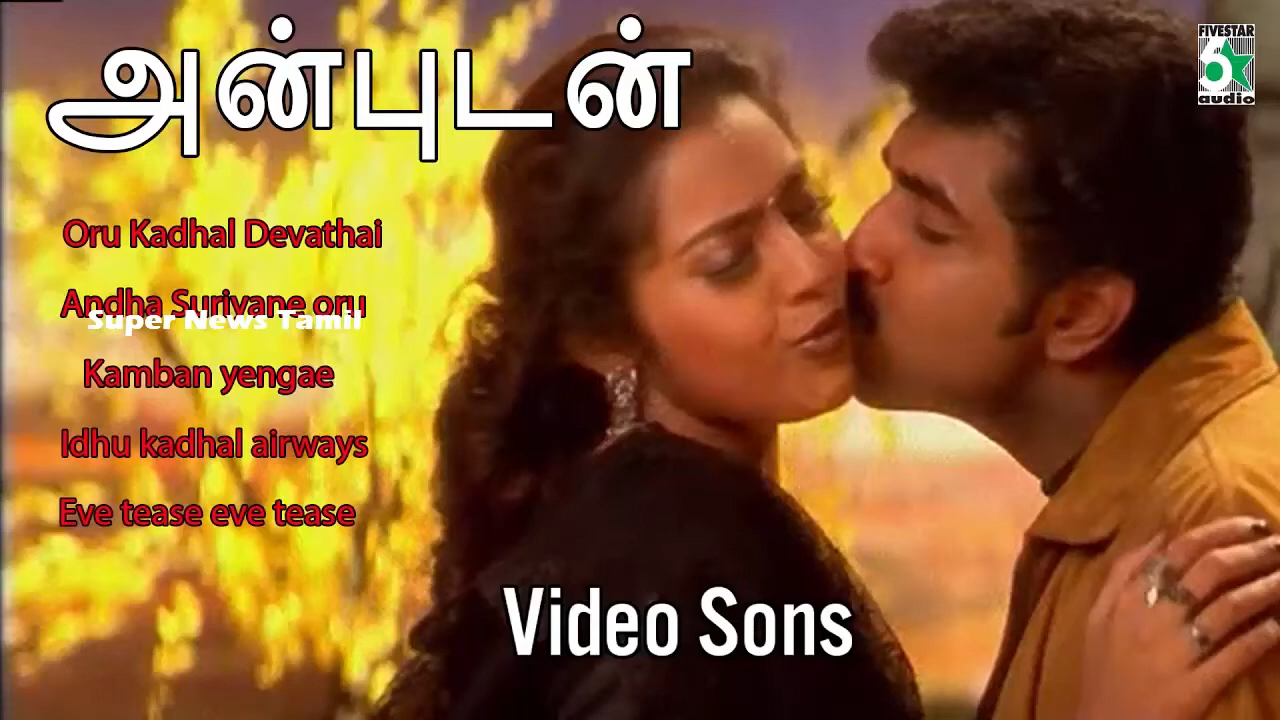 அன்புடன்
FIVESTAR
audio
Oru Kadhal Devathai
Andha Surivane oru
Super News Tamil
Kamban yengae
Idhu kadhal airways
Eve tease eve tease
Video Sons